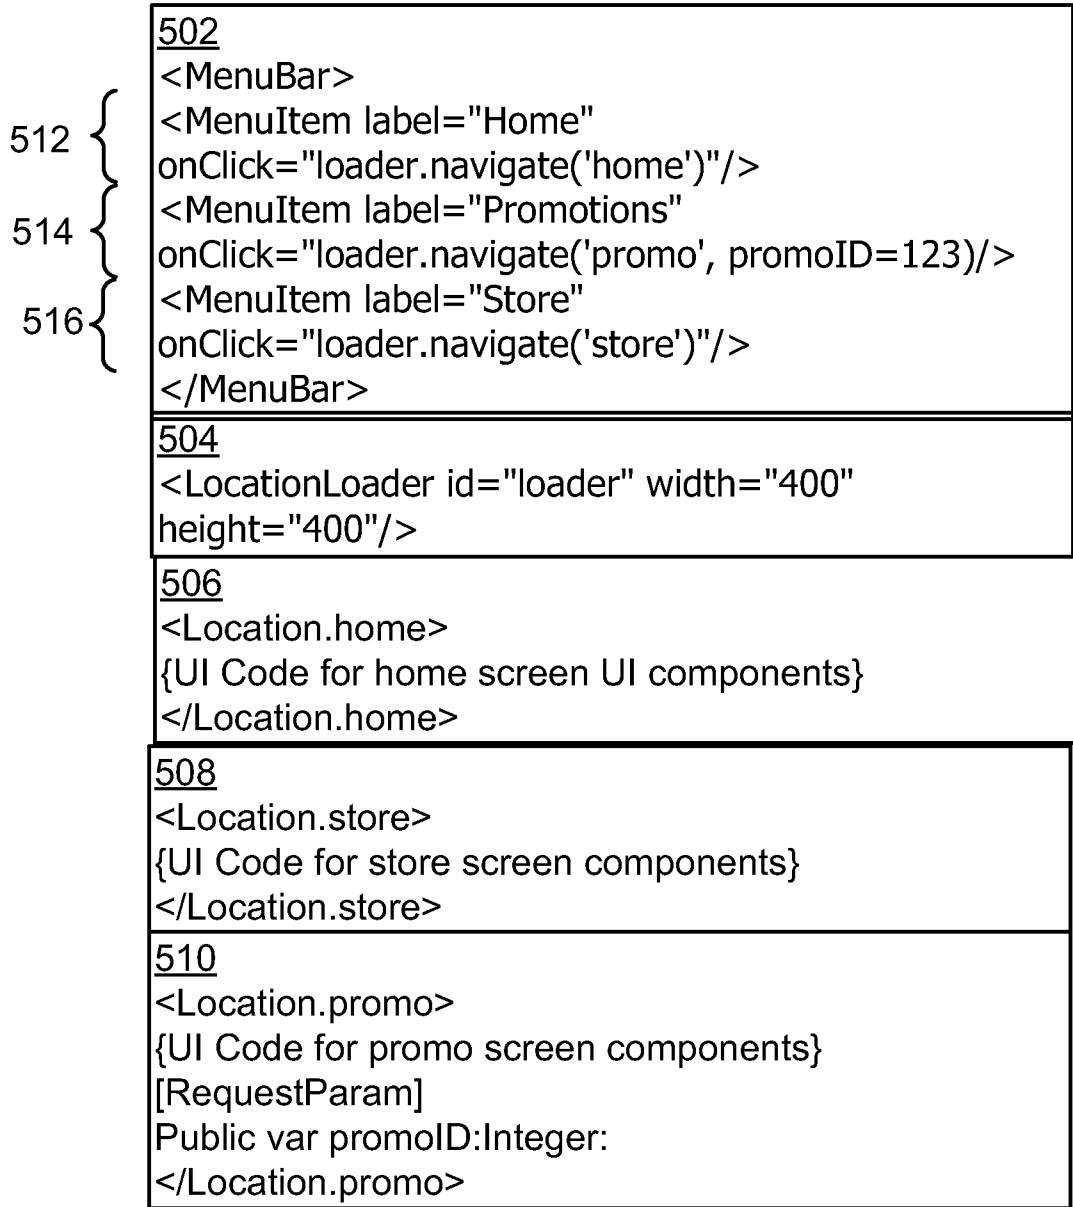 502
<MenuBar>
512
<MenuItem label="Home"
onClick="loader.navigate('home')"/>
514
<MenuItem label="Promotions"
onClick="loader.navigate('promo', promoID=123)/>
516
<MenuItem label="Store"
onClick="loader.navigate('store')"/>
</MenuBar>
504
<LocationLoader id="loader" width="400"
height="400"/>
506
<Location.home>
{UI Code for home screen UI components}
</Location.home>
508
<Location.store>
{UI Code for store screen components}
</Location.store>
510
<Location.promo>
{UI Code for promo screen components}
[RequestParam]
Public var promoID:Integer:
</Location.promo>